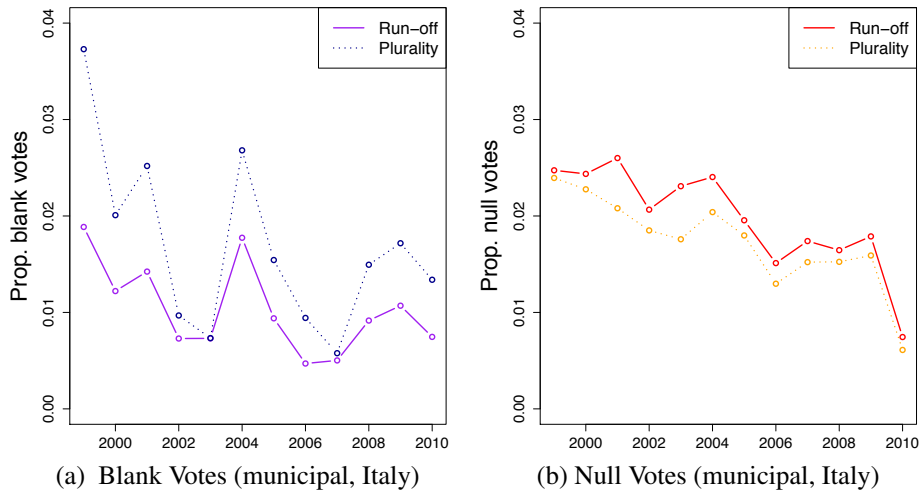 Run−off
Plurality
Prop. blank votes
0.00
0.01
0.02
0.03
0.04
2000 2002 2004 2006 2008 2010
(a) Blank Votes (municipal, Italy)
Run−off
Plurality
Prop. null votes
0.00
0.01
0.02
0.03
0.04
2000 2002 2004 2006 2008 2010
(b) Null Votes (municipal, Italy)